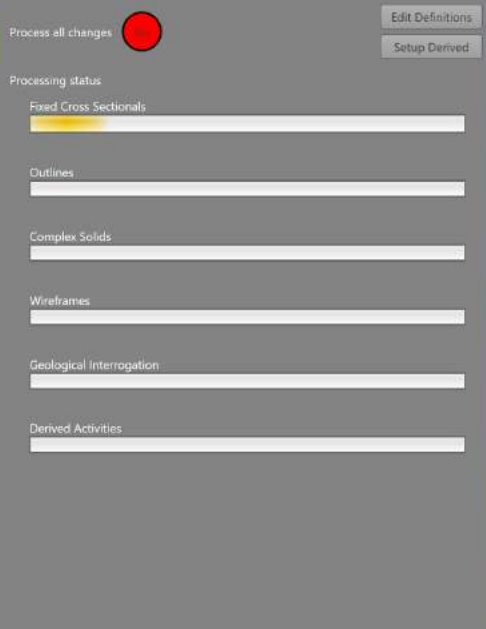 Process all changes
Edit Definitions
Setup Derived
Processing status
Fixed Cross Sectionals
Outlines
Complex Solids
Wireframes
Geological Interrogation
Derived Activities